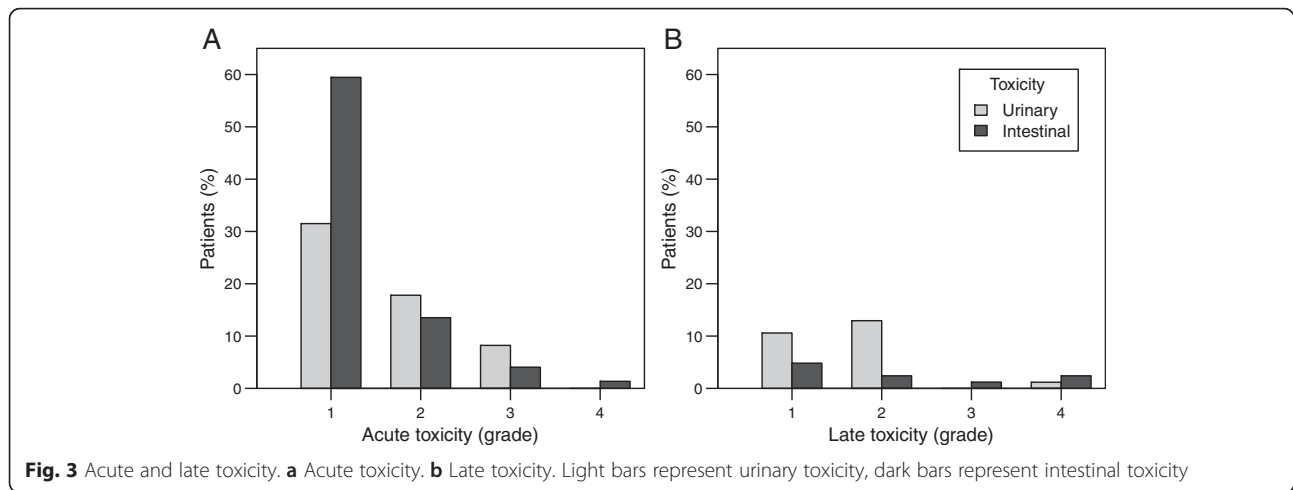 A
Patients (%)
60
50
40
30
20
10
0
1 2 3 4
Acute toxicity (grade)
B
Patients (%)
60
50
40
30
20
10
0
1 2 3 4
Late toxicity (grade)
Toxicity
Urinary
Intestinal
Fig. 3 Acute and late toxicity. a Acute toxicity. b Late toxicity. Light bars represent urinary toxicity, dark bars represent intestinal toxicity